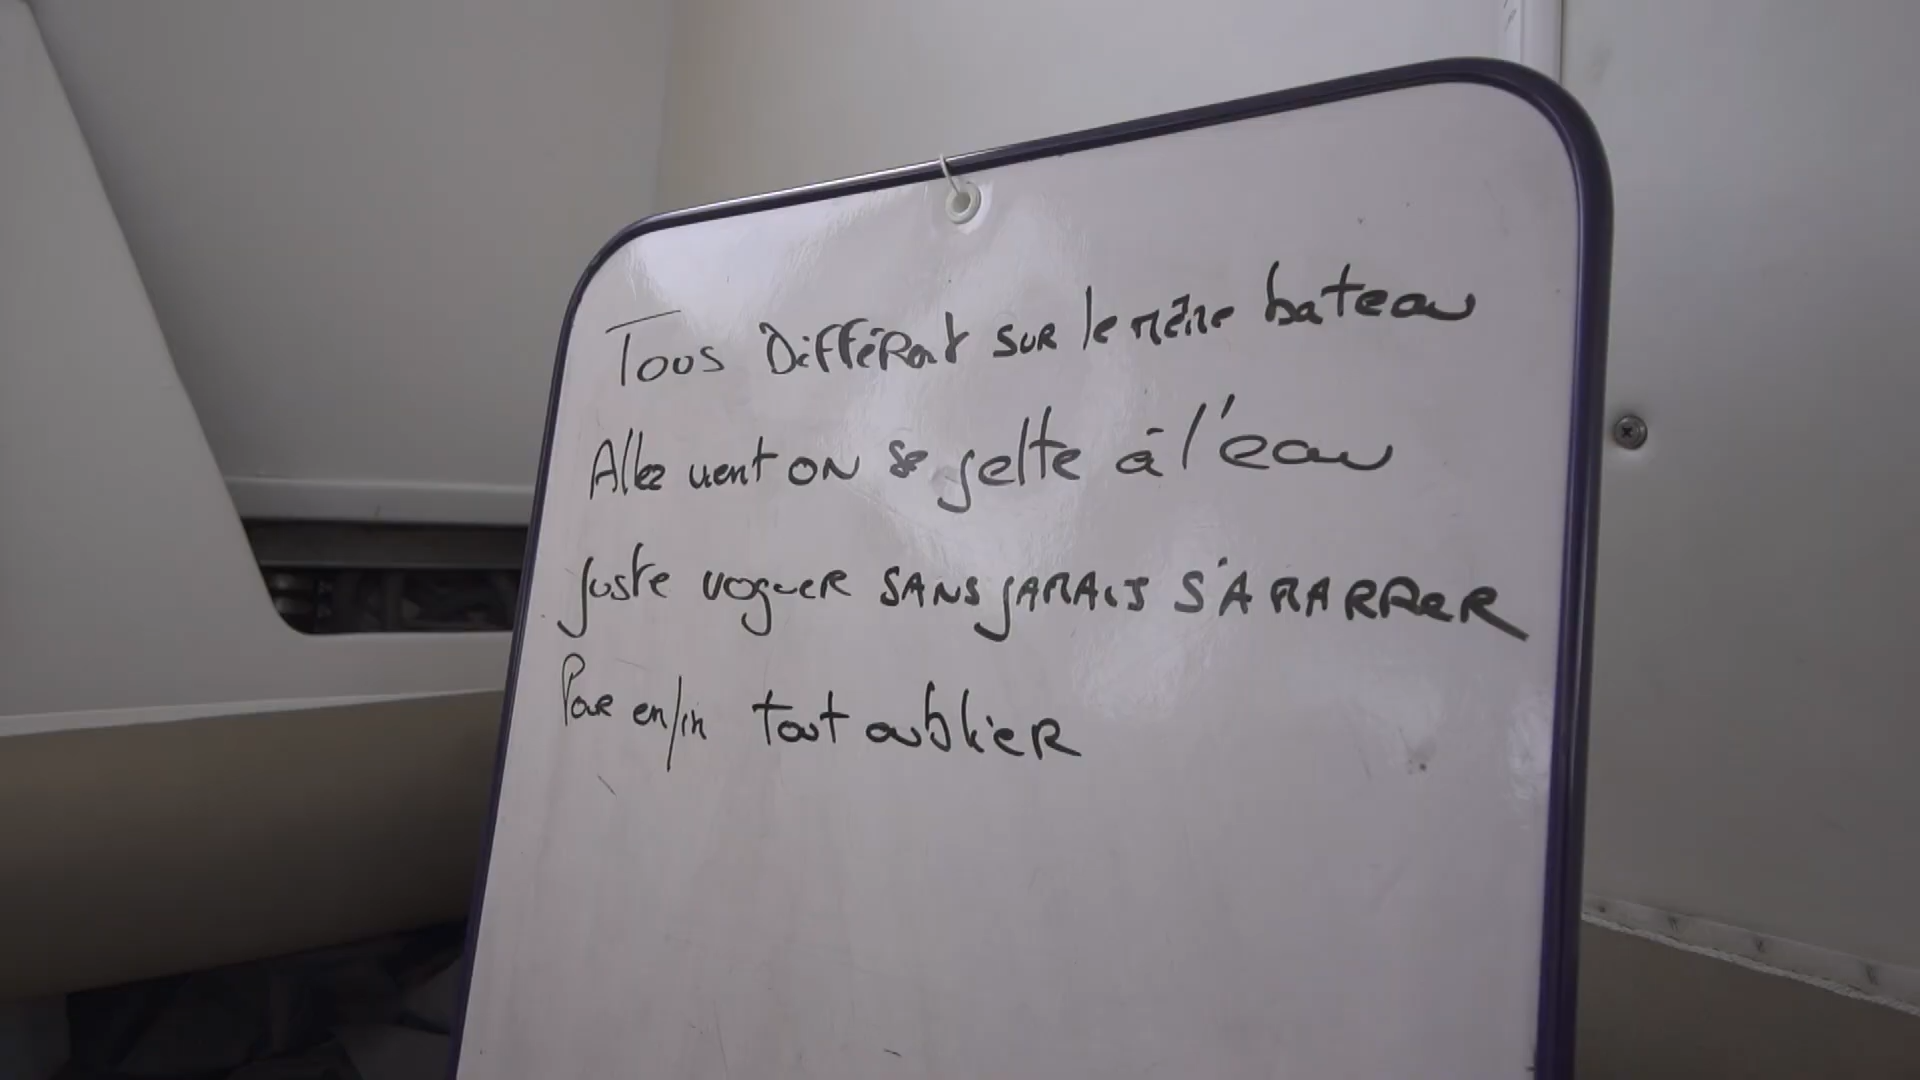 Tous Différent sur le même bateau
Allez vient on se jette à l'eau
Juste voguer SANS JAMAIS S'AMARRER
Pour enfin tout oublier